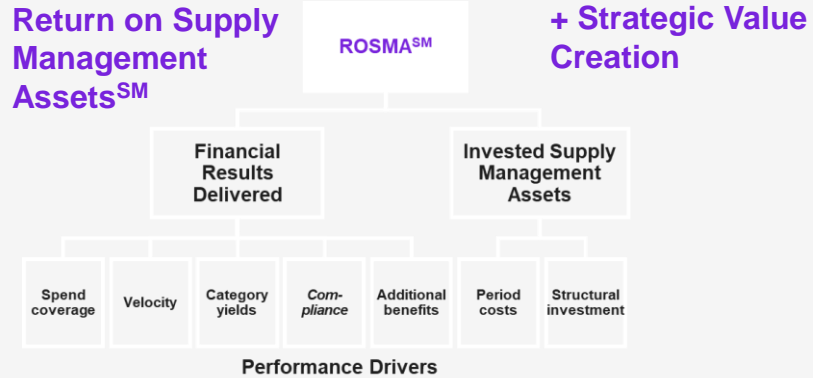 Return on Supply
Management
Assets℠
ROSMA℠
+ Strategic Value
Creation
Financial
Results
Delivered
Invested Supply
Management
Assets
Spend
coverage
Velocity
Category
yields
Com-
pliance
Additional
benefits
Period
costs
Structural
investment
Performance Drivers